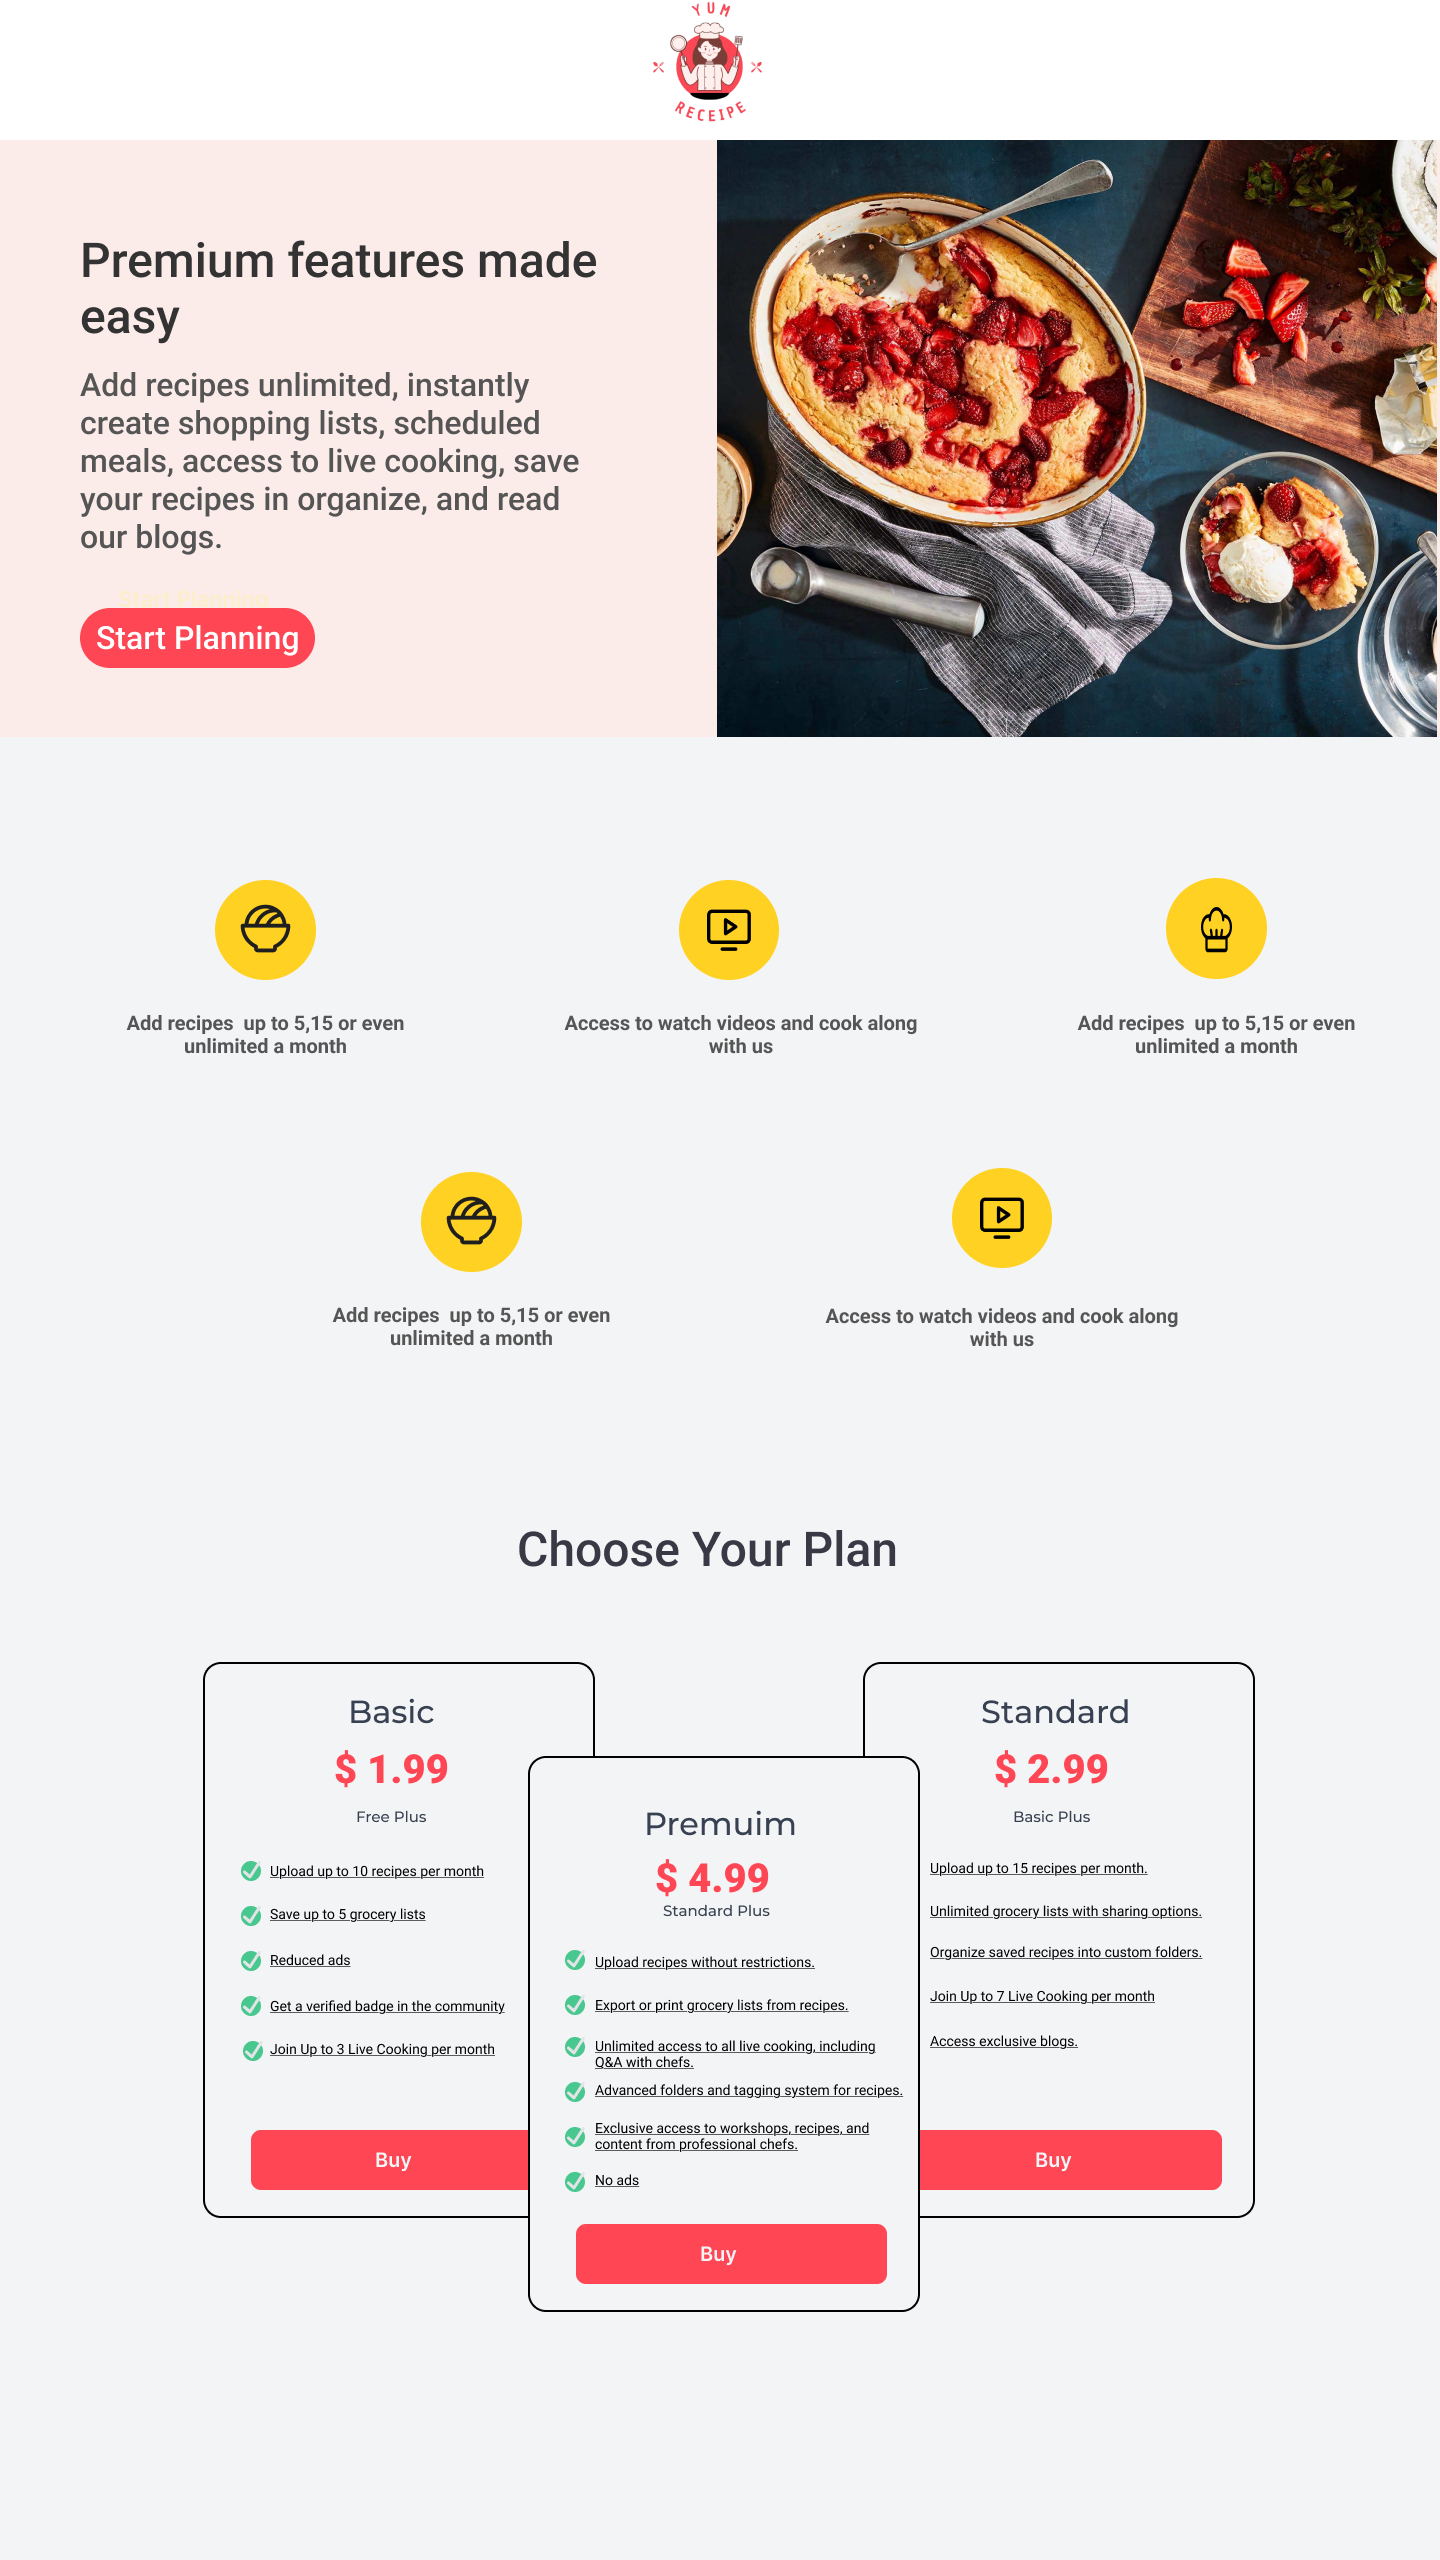 YUM
RECEIPE
Premium features made
easy
Add recipes unlimited, instantly
create shopping lists, scheduled
meals, access to live cooking, save
your recipes in organize, and read
our blogs.
Start Planning
Start Planning
Add recipes  up to 5,15 or even
unlimited a month
Access to watch videos and cook along
with us
Add recipes  up to 5,15 or even
unlimited a month
Add recipes  up to 5,15 or even
unlimited a month
Access to watch videos and cook along
with us
Choose Your Plan
Basic
$ 1.99
Free Plus
Upload up to 10 recipes per month
Save up to 5 grocery lists
Reduced ads
Get a verified badge in the community
Join Up to 3 Live Cooking per month
Buy
Premuim
$ 4.99
Standard Plus
Upload recipes without restrictions.
Export or print grocery lists from recipes.
Unlimited access to all live cooking, including
Q&A with chefs.
Advanced folders and tagging system for recipes.
Exclusive access to workshops, recipes, and
content from professional chefs.
No ads
Buy
Standard
$ 2.99
Basic Plus
Upload up to 15 recipes per month.
Unlimited grocery lists with sharing options.
Organize saved recipes into custom folders.
Join Up to 7 Live Cooking per month
Access exclusive blogs.
Buy